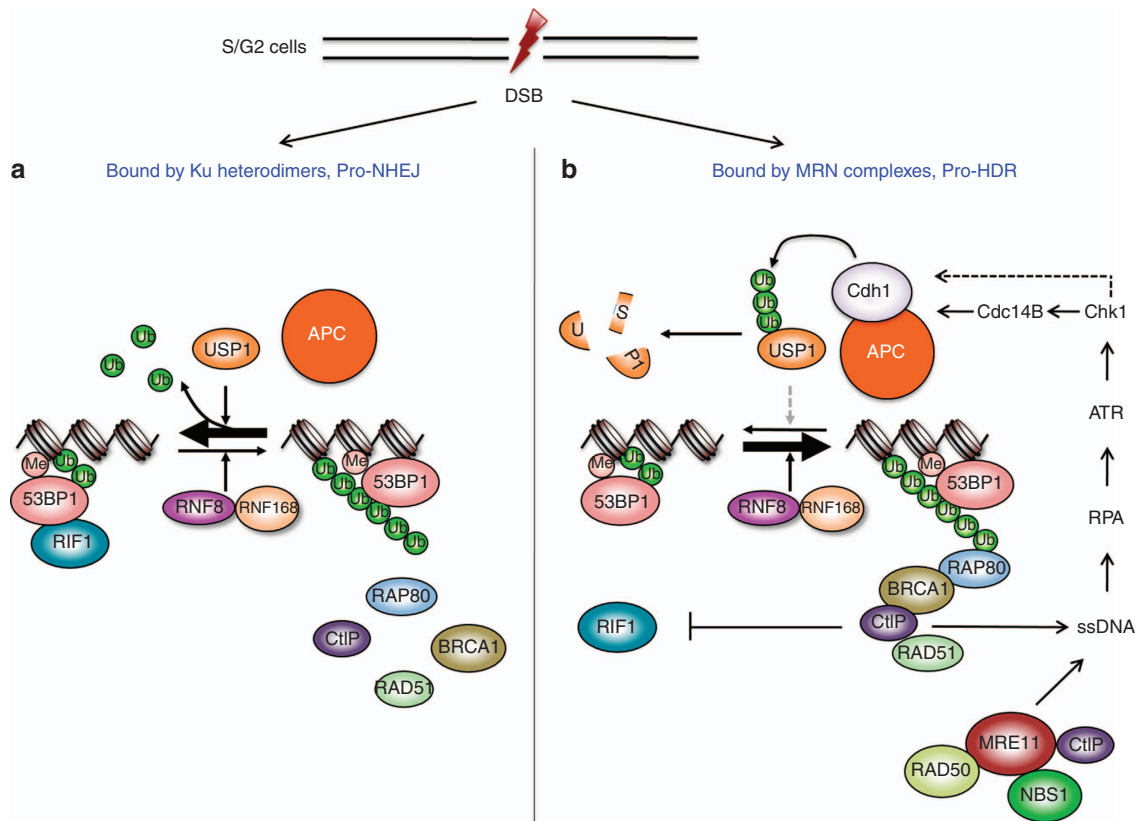 S/G2 cells
DSB
a
Bound by Ku heterodimers, Pro-NHEJ
Ub
Ub
Ub
USP1
APC
Me
Ub
Ub
53BP1
RIF1
RNF8
RNF168
Me
Ub
Ub
Ub
Ub
Ub
Ub
53BP1
RAP80
CtIP
BRCA1
RAD51
b
Bound by MRN complexes, Pro-HDR
Ub
Ub
Ub
USP1
Cdh1
APC
Cdc14B
Chk1
U
S
P1
ATR
RPA
ssDNA
Me
Ub
Ub
53BP1
RNF8
RNF168
Me
Ub
Ub
Ub
Ub
Ub
Ub
53BP1
RAP80
BRCA1
CtIP
RAD51
RIF1
MRE11
CtIP
RAD50
NBS1